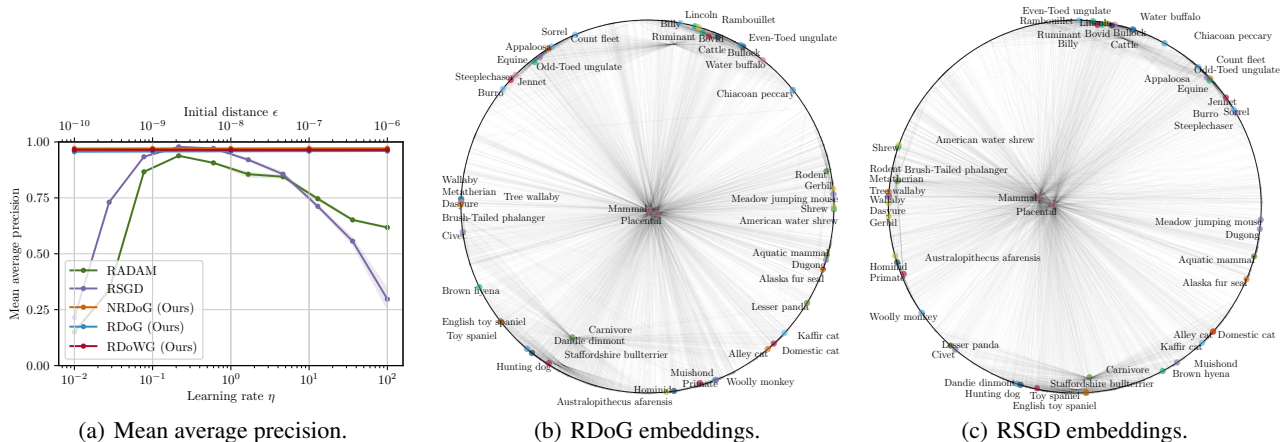 Initial distance ϵ
10⁻¹⁰ 10⁻⁹ 10⁻⁸ 10⁻⁷ 10⁻⁶
1.00
0.75
0.50
0.25
0.00
Mean average precision
RADAM
RSGD
NRDoG (Ours)
RDoG (Ours)
RDoWG (Ours)
10⁻² 10⁻¹ 10⁰ 10¹ 10²
Learning rate η
(a) Mean average precision.
Lincoln
Billy
Rambouillet
Sorrel
Count fleet
Ruminant
Bovid
Even-Toed ungulate
Appaloosa
Cattle
Bullock
Equine
Odd-Toed ungulate
Water buffalo
Steeplechaser
Jennet
Burro
Chiacoan peccary
Rodent
Wallaby
Gerbil
Metatherian
Tree wallaby
Meadow jumping mouse
Dasyure
Mammal
Shrew
Brush-Tailed phalanger
Placental
American water shrew
Civet
Aquatic mammal
Dugong
Alaska fur seal
Brown hyena
Lesser panda
English toy spaniel
Carnivore
Toy spaniel
Dandie dinmont
Kaffir cat
Staffordshire bullterrier
Alley cat
Domestic cat
Hunting dog
Muishond
Hominid
Primate
Woolly monkey
Australopithecus afarensis
(b) RDoG embeddings.
Even-Toed ungulate
Water buffalo
Rambouillet
Lincoln
Ruminant
Bovid
Bullock
Chiacoan peccary
Billy
Cattle
Count fleet
Odd-Toed ungulate
Appaloosa
Equine
Jennet
Burro
Sorrel
Steeplechaser
American water shrew
Shrew
Rodent
Brush-Tailed phalanger
Metatherian
Tree wallaby
Mammal
Wallaby
Placental
Dasyure
Gerbil
Meadow jumping mouse
Dugong
Australopithecus afarensis
Aquatic mammal
Hominid
Primate
Alaska fur seal
Woolly monkey
Alley cat
Domestic cat
Lesser panda
Kaffir cat
Civet
Muishond
Carnivore
Brown hyena
Dandie dinmont
Staffordshire bullterrier
Hunting dog
Toy spaniel
English toy spaniel
(c) RSGD embeddings.